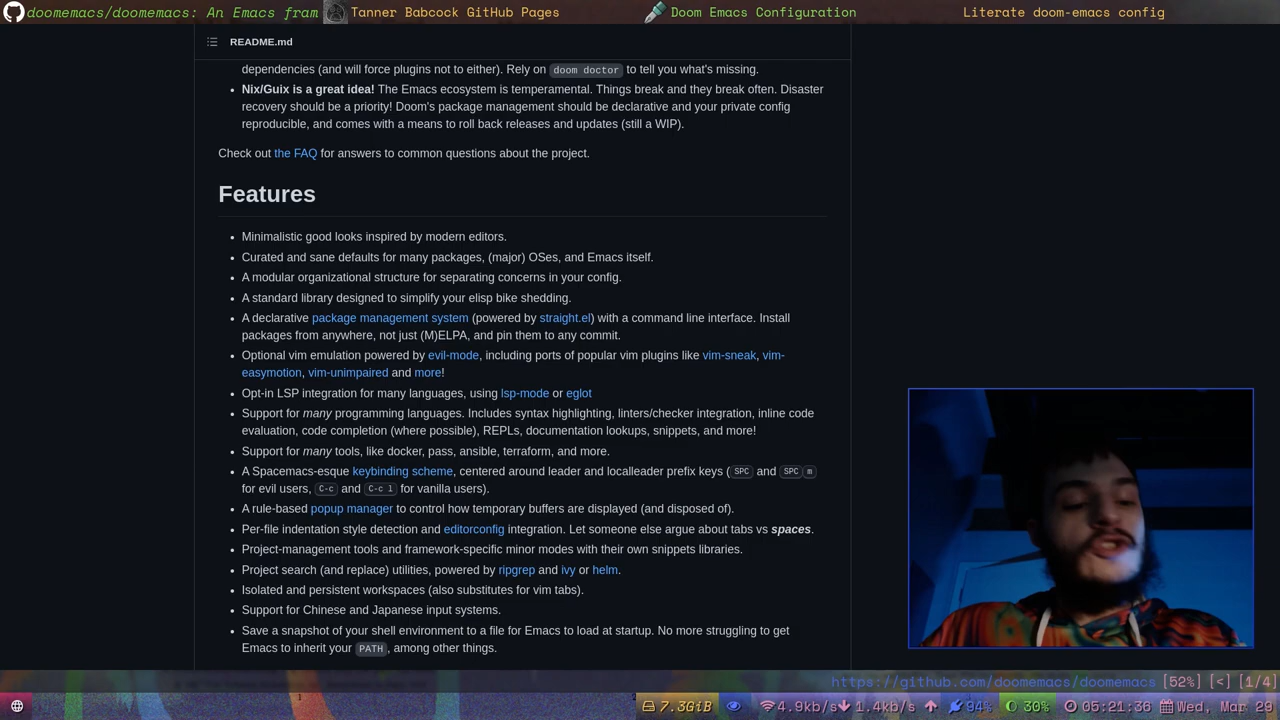 doomemacs/doomemacs: An Emacs fram
Tanner Babcock GitHub Pages
Doom Emacs Configuration
Literate doom-emacs config
README.md
dependencies (and will force plugins not to either). Rely on doom doctor to tell you what's missing.
Nix/Guix is a great idea! The Emacs ecosystem is temperamental. Things break and they break often. Disaster
recovery should be a priority! Doom's package management should be declarative and your private config
reproducible, and comes with a means to roll back releases and updates (still a WIP).
Check out the FAQ for answers to common questions about the project.
Features
Minimalistic good looks inspired by modern editors.
Curated and sane defaults for many packages, (major) OSes, and Emacs itself.
A modular organizational structure for separating concerns in your config.
A standard library designed to simplify your elisp bike shedding.
A declarative package management system (powered by straight.el) with a command line interface. Install
packages from anywhere, not just (M)ELPA, and pin them to any commit.
Optional vim emulation powered by evil-mode, including ports of popular vim plugins like vim-sneak, vim-
easymotion, vim-unimpaired and more!
Opt-in LSP integration for many languages, using lsp-mode or eglot
Support for many programming languages. Includes syntax highlighting, linters/checker integration, inline code
evaluation, code completion (where possible), REPLs, documentation lookups, snippets, and more!
Support for many tools, like docker, pass, ansible, terraform, and more.
A Spacemacs-esque keybinding scheme, centered around leader and localleader prefix keys (SPC and SPC m
for evil users, C-c and C-c l for vanilla users).
A rule-based popup manager to control how temporary buffers are displayed (and disposed of).
Per-file indentation style detection and editorconfig integration. Let someone else argue about tabs vs spaces.
Project-management tools and framework-specific minor modes with their own snippets libraries.
Project search (and replace) utilities, powered by ripgrep and ivy or helm.
Isolated and persistent workspaces (also substitutes for vim tabs).
Support for Chinese and Japanese input systems.
Save a snapshot of your shell environment to a file for Emacs to load at startup. No more struggling to get
Emacs to inherit your PATH, among other things.
https://github.com/doomemacs/doomemacs [52%] [<] [1/4]
7.3GiB 4.9kb/s 1.4kb/s 94% 30% 05:21:36 Wed, Mar 29